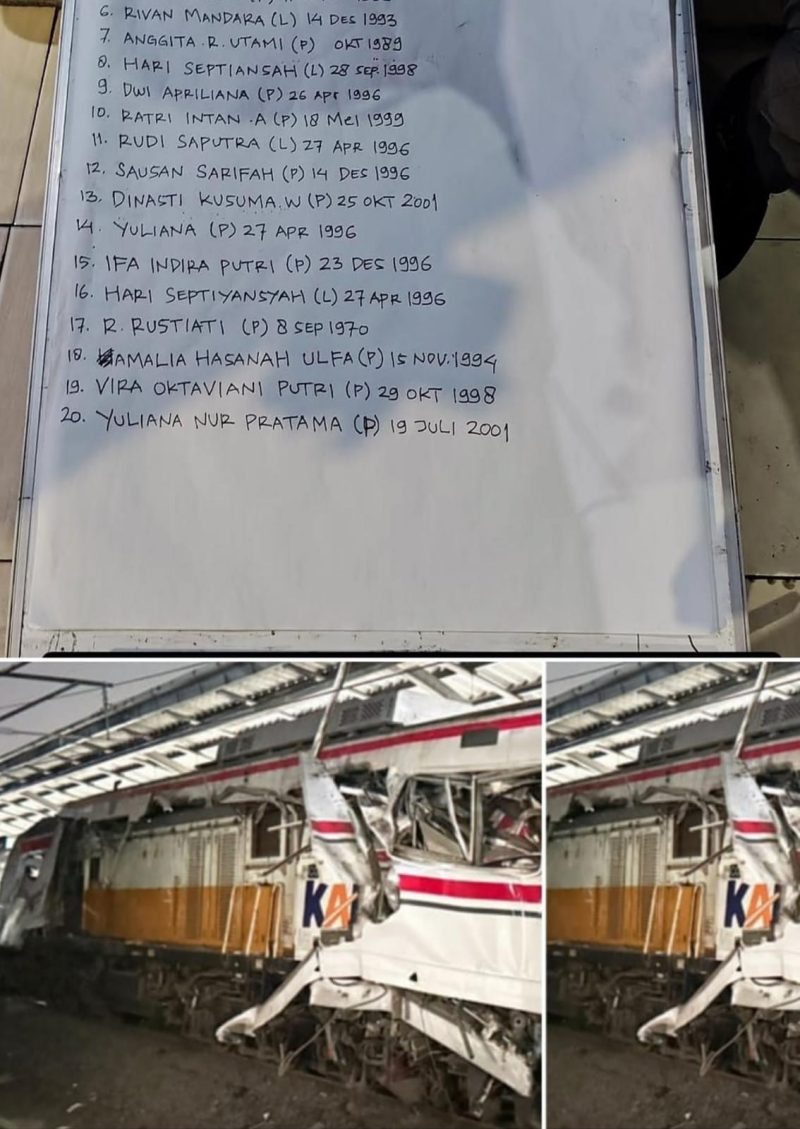 6. RIVAN MANDARA (L) 14 DES 1993
7. ANGGITA .R. UTAMI (P) OKT 1989
8. HARI SEPTIANSAH (L) 28 SEP 1998
9. DWI APRILIANA (P) 26 Apr 1996
10. RATRI INTAN .A (P) 18 MEI 1999
11. RUDI SAPUTRA (L) 27 APR 1996
12. SAUSAN SARIFAH (P) 14 DES 1996
13. DINASTI KUSUMA.W (P) 25 OKT 2001
14. YULIANA (P) 27 APR 1996
15. IFA INDIRA PUTRI (P) 23 DES 1996
16. HARI SEPTIYANSYAH (L) 27 APR 1996
17. R. RUSTIATI (P) 8 SEP 1970
18. AMALIA HASANAH ULFA (P) 15 NOV. 1994
19. VIRA OKTAVIANI PUTRI (P) 29 OKT 1998
20. YULIANA NUR PRATAMA (P) 19 JULI 2001
KAI
KA